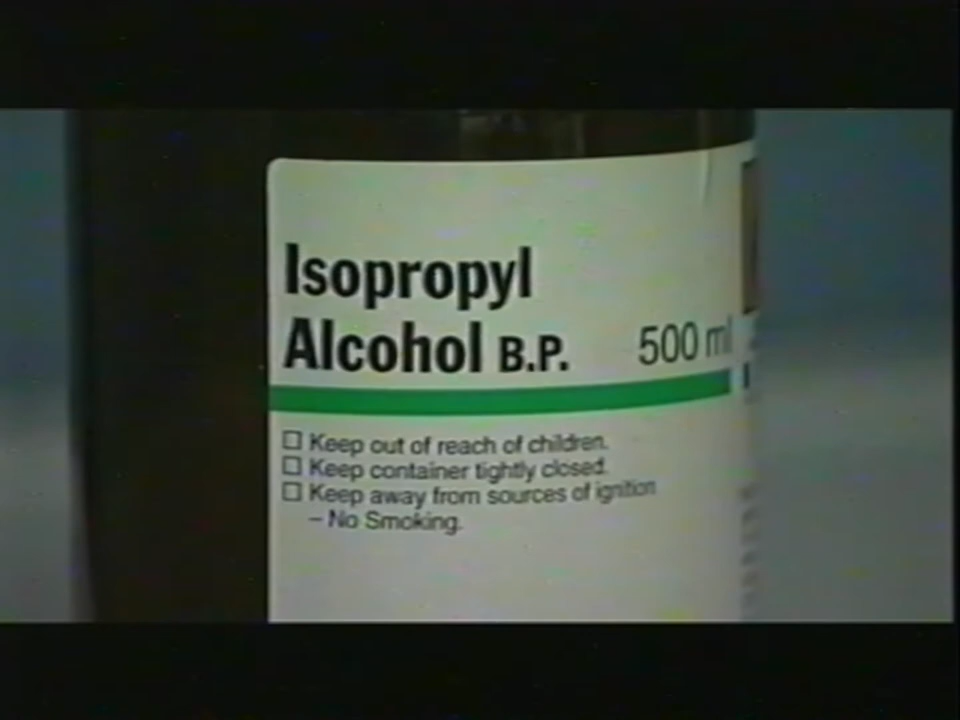 Isopropyl
Alcohol B.P. 500 ml
Keep out of reach of children.
Keep container tightly closed.
Keep away from sources of ignition
– No Smoking.